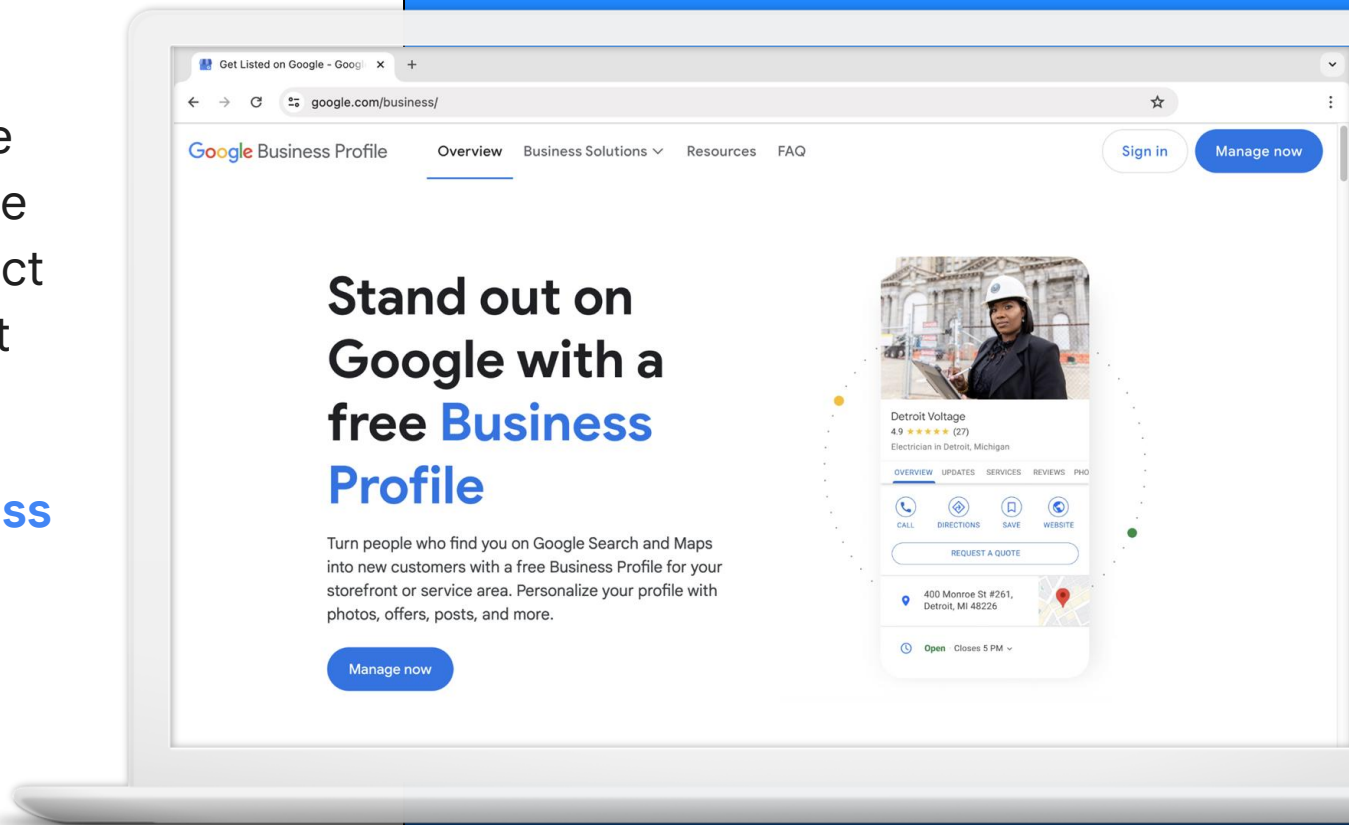 Get Listed on Google - Googl
google.com/business/
Google Business Profile
Overview
Business Solutions
Resources
FAQ
Sign in
Manage now
Stand out on
Google with a
free Business
Profile
Turn people who find you on Google Search and Maps
into new customers with a free Business Profile for your
storefront or service area. Personalize your profile with
photos, offers, posts, and more.
Manage now
Detroit Voltage
4.9 ★★★★★ (27)
Electrician in Detroit, Michigan
OVERVIEW UPDATES SERVICES REVIEWS PHO
CALL DIRECTIONS SAVE WEBSITE
REQUEST A QUOTE
400 Monroe St #261,
Detroit, MI 48226
Open Closes 5 PM